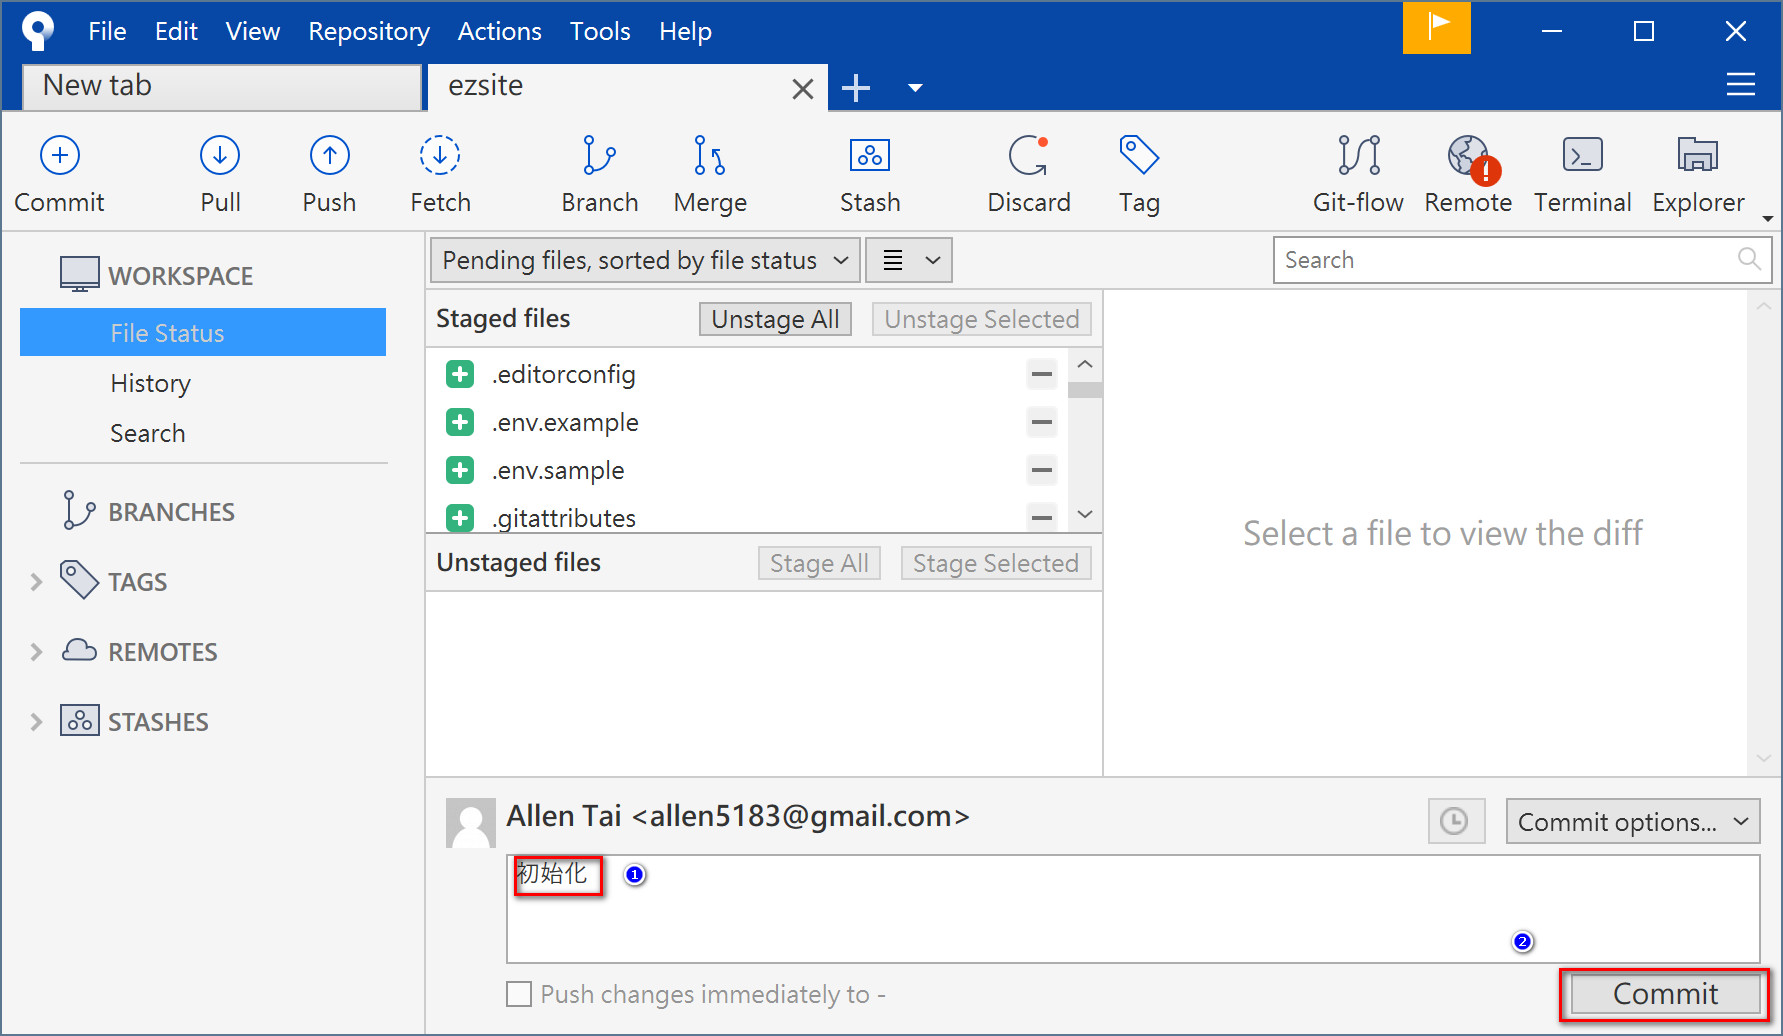 File Edit View Repository Actions Tools Help
New tab ezsite
Commit Pull Push Fetch Branch Merge Stash Discard Tag Git-flow Remote Terminal Explorer
WORKSPACE
File Status
History
Search
BRANCHES
TAGS
REMOTES
STASHES
Pending files, sorted by file status
Search
Staged files Unstage All Unstage Selected
.editorconfig
.env.example
.env.sample
.gitattributes
Unstaged files Stage All Stage Selected
Select a file to view the diff
Allen Tai <allen5183@gmail.com>
Commit options...
初始化 1
2
Push changes immediately to -
Commit